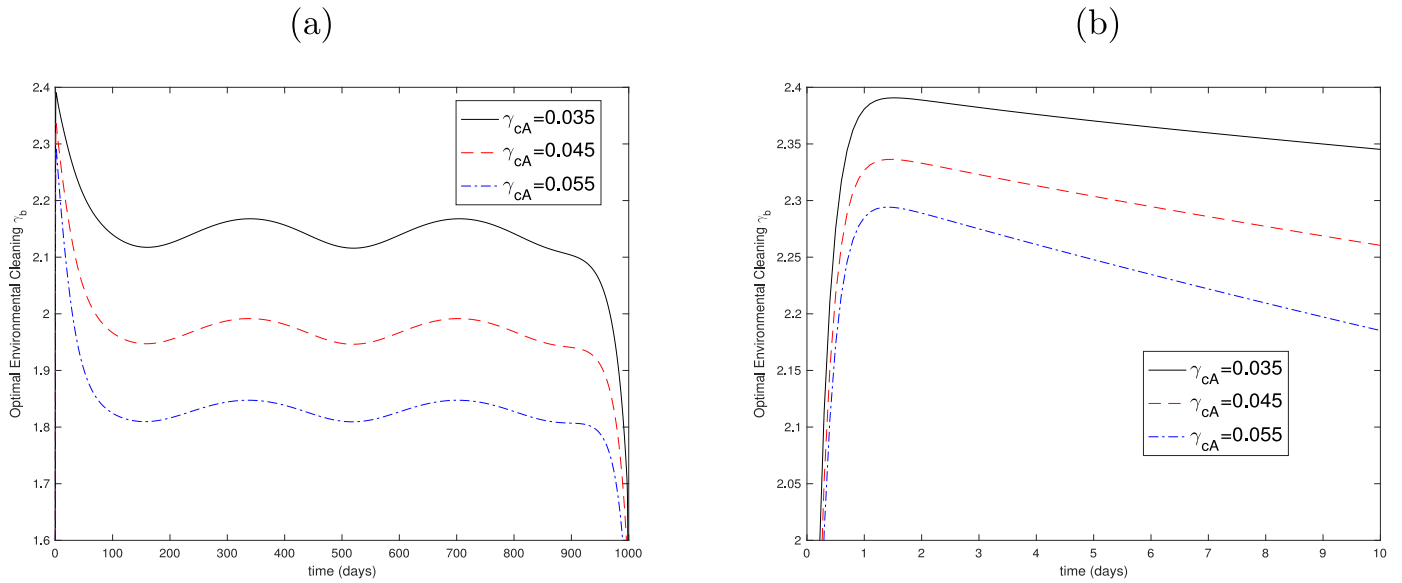 (a)
2.4
2.3
2.2
2.1
2
1.9
1.8
1.7
1.6
Optimal Environmental Cleaning γb
0 100 200 300 400 500 600 700 800 900 1000
time (days)
γcA=0.035
γcA=0.045
γcA=0.055
(b)
2.4
2.35
2.3
2.25
2.2
2.15
2.1
2.05
2
Optimal Environmental Cleaning γb
0 1 2 3 4 5 6 7 8 9 10
time (days)
γcA=0.035
γcA=0.045
γcA=0.055